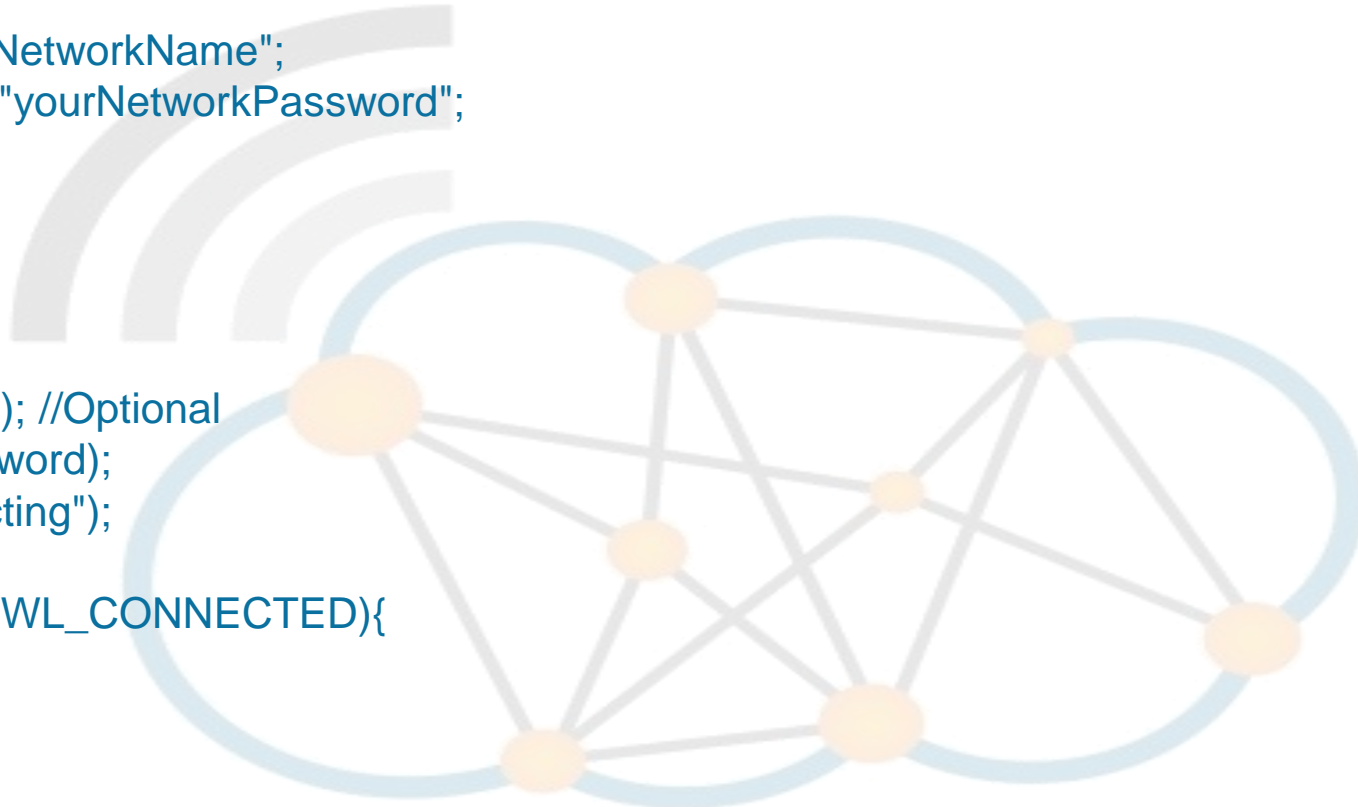 NetworkName";
"yourNetworkPassword";
); //Optional
word);
ting");
WL_CONNECTED){